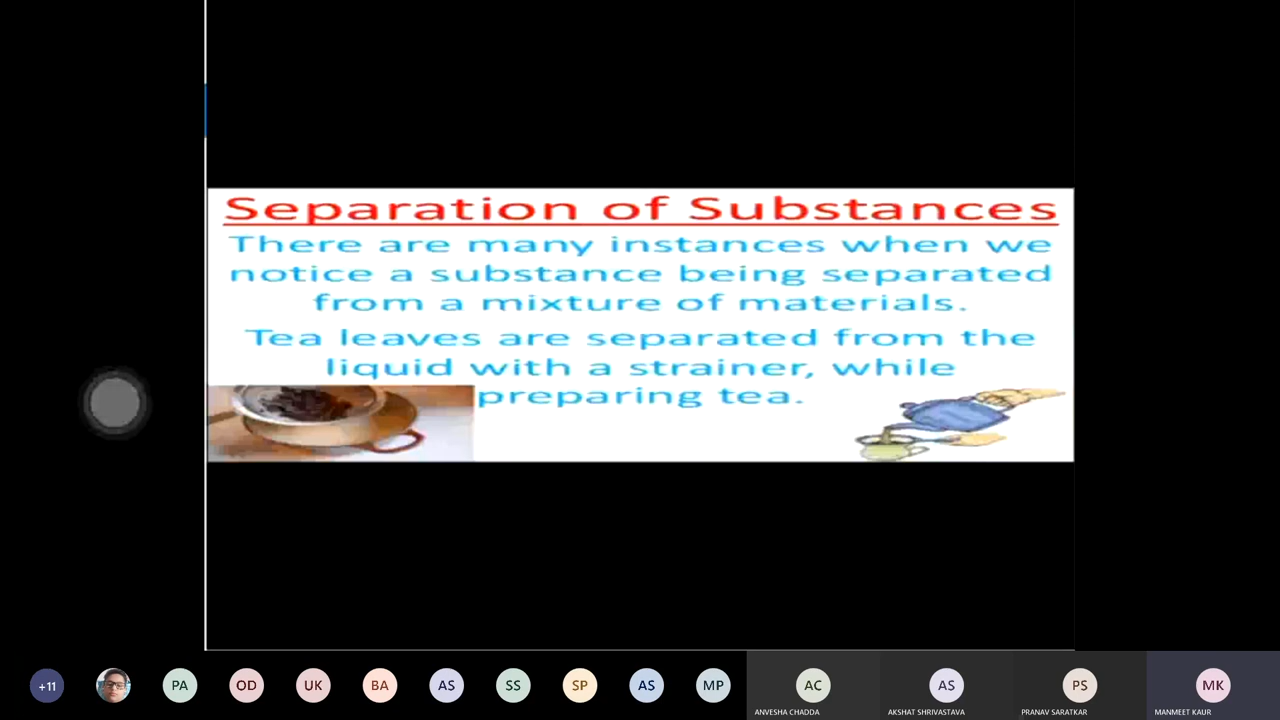 Separation of Substances
There are many instances when we
notice a substance being separated
from a mixture of materials.
Tea leaves are separated from the
liquid with a strainer, while
preparing tea.
+11
PA
OD
UK
BA
AS
SS
SP
AS
MP
AC
AS
PS
MK
ANVESHA CHADDA
AKSHAT SHRIVASTAVA
PRANAV SARATKAR
MANMEET KAUR